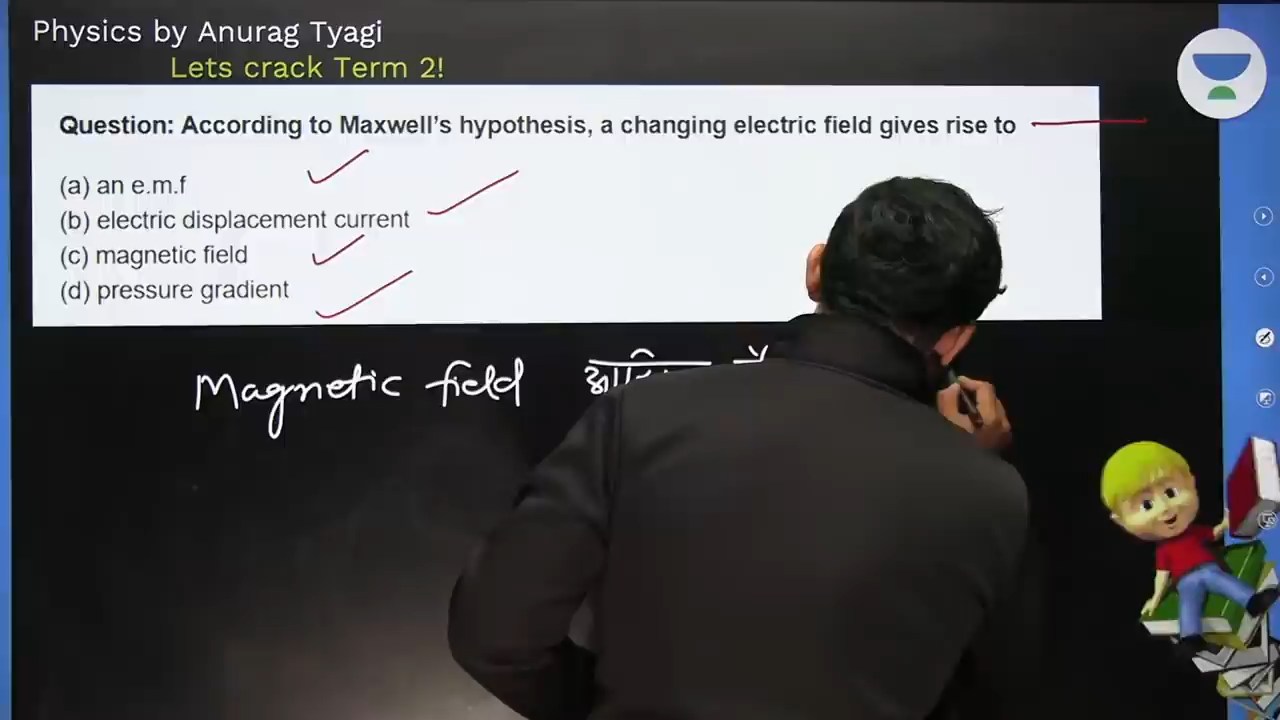 Physics by Anurag Tyagi
Lets crack Term 2!
Question: According to Maxwell's hypothesis, a changing electric field gives rise to
(a) an e.m.f
(b) electric displacement current
(c) magnetic field
(d) pressure gradient
Magnetic field